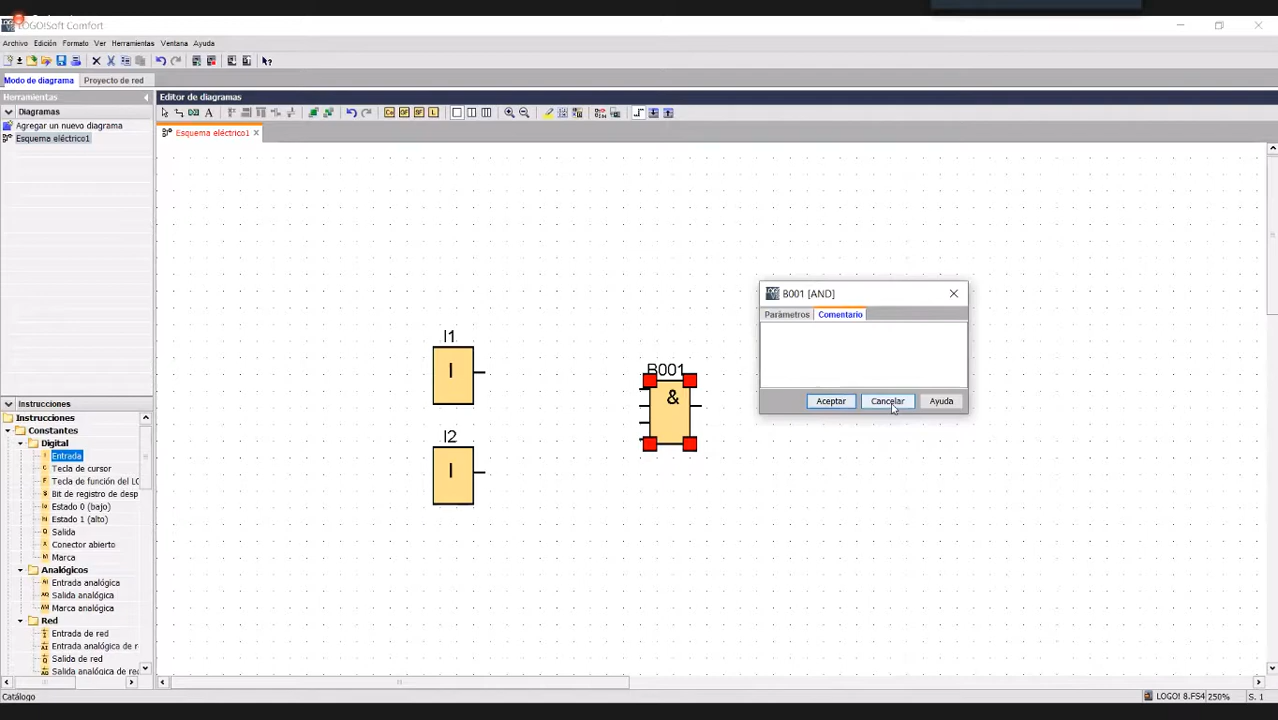 LOGO!Soft Comfort
Archivo Edición Formato Ver Herramientas Ventana Ayuda
Modo de diagrama Proyecto de red
Herramientas
Diagramas
Agregar un nuevo diagrama
Esquema eléctrico1
Editor de diagramas
Esquema eléctrico1
I1
I
I2
I
B001
&
B001 [AND]
Parámetros Comentario
Aceptar Cancelar Ayuda
Instrucciones
Instrucciones
Constantes
Digital
Entrada
Tecla de cursor
Tecla de función del LO
Bit de registro de desp
Estado 0 (bajo)
Estado 1 (alto)
Salida
Conector abierto
Marca
Analógicos
Entrada analógica
Salida analógica
Marca analógica
Red
Entrada de red
Entrada analógica de r
Salida de red
Salida analógica de red
Catálogo
LOGO! 8.FS4 250% S. 1